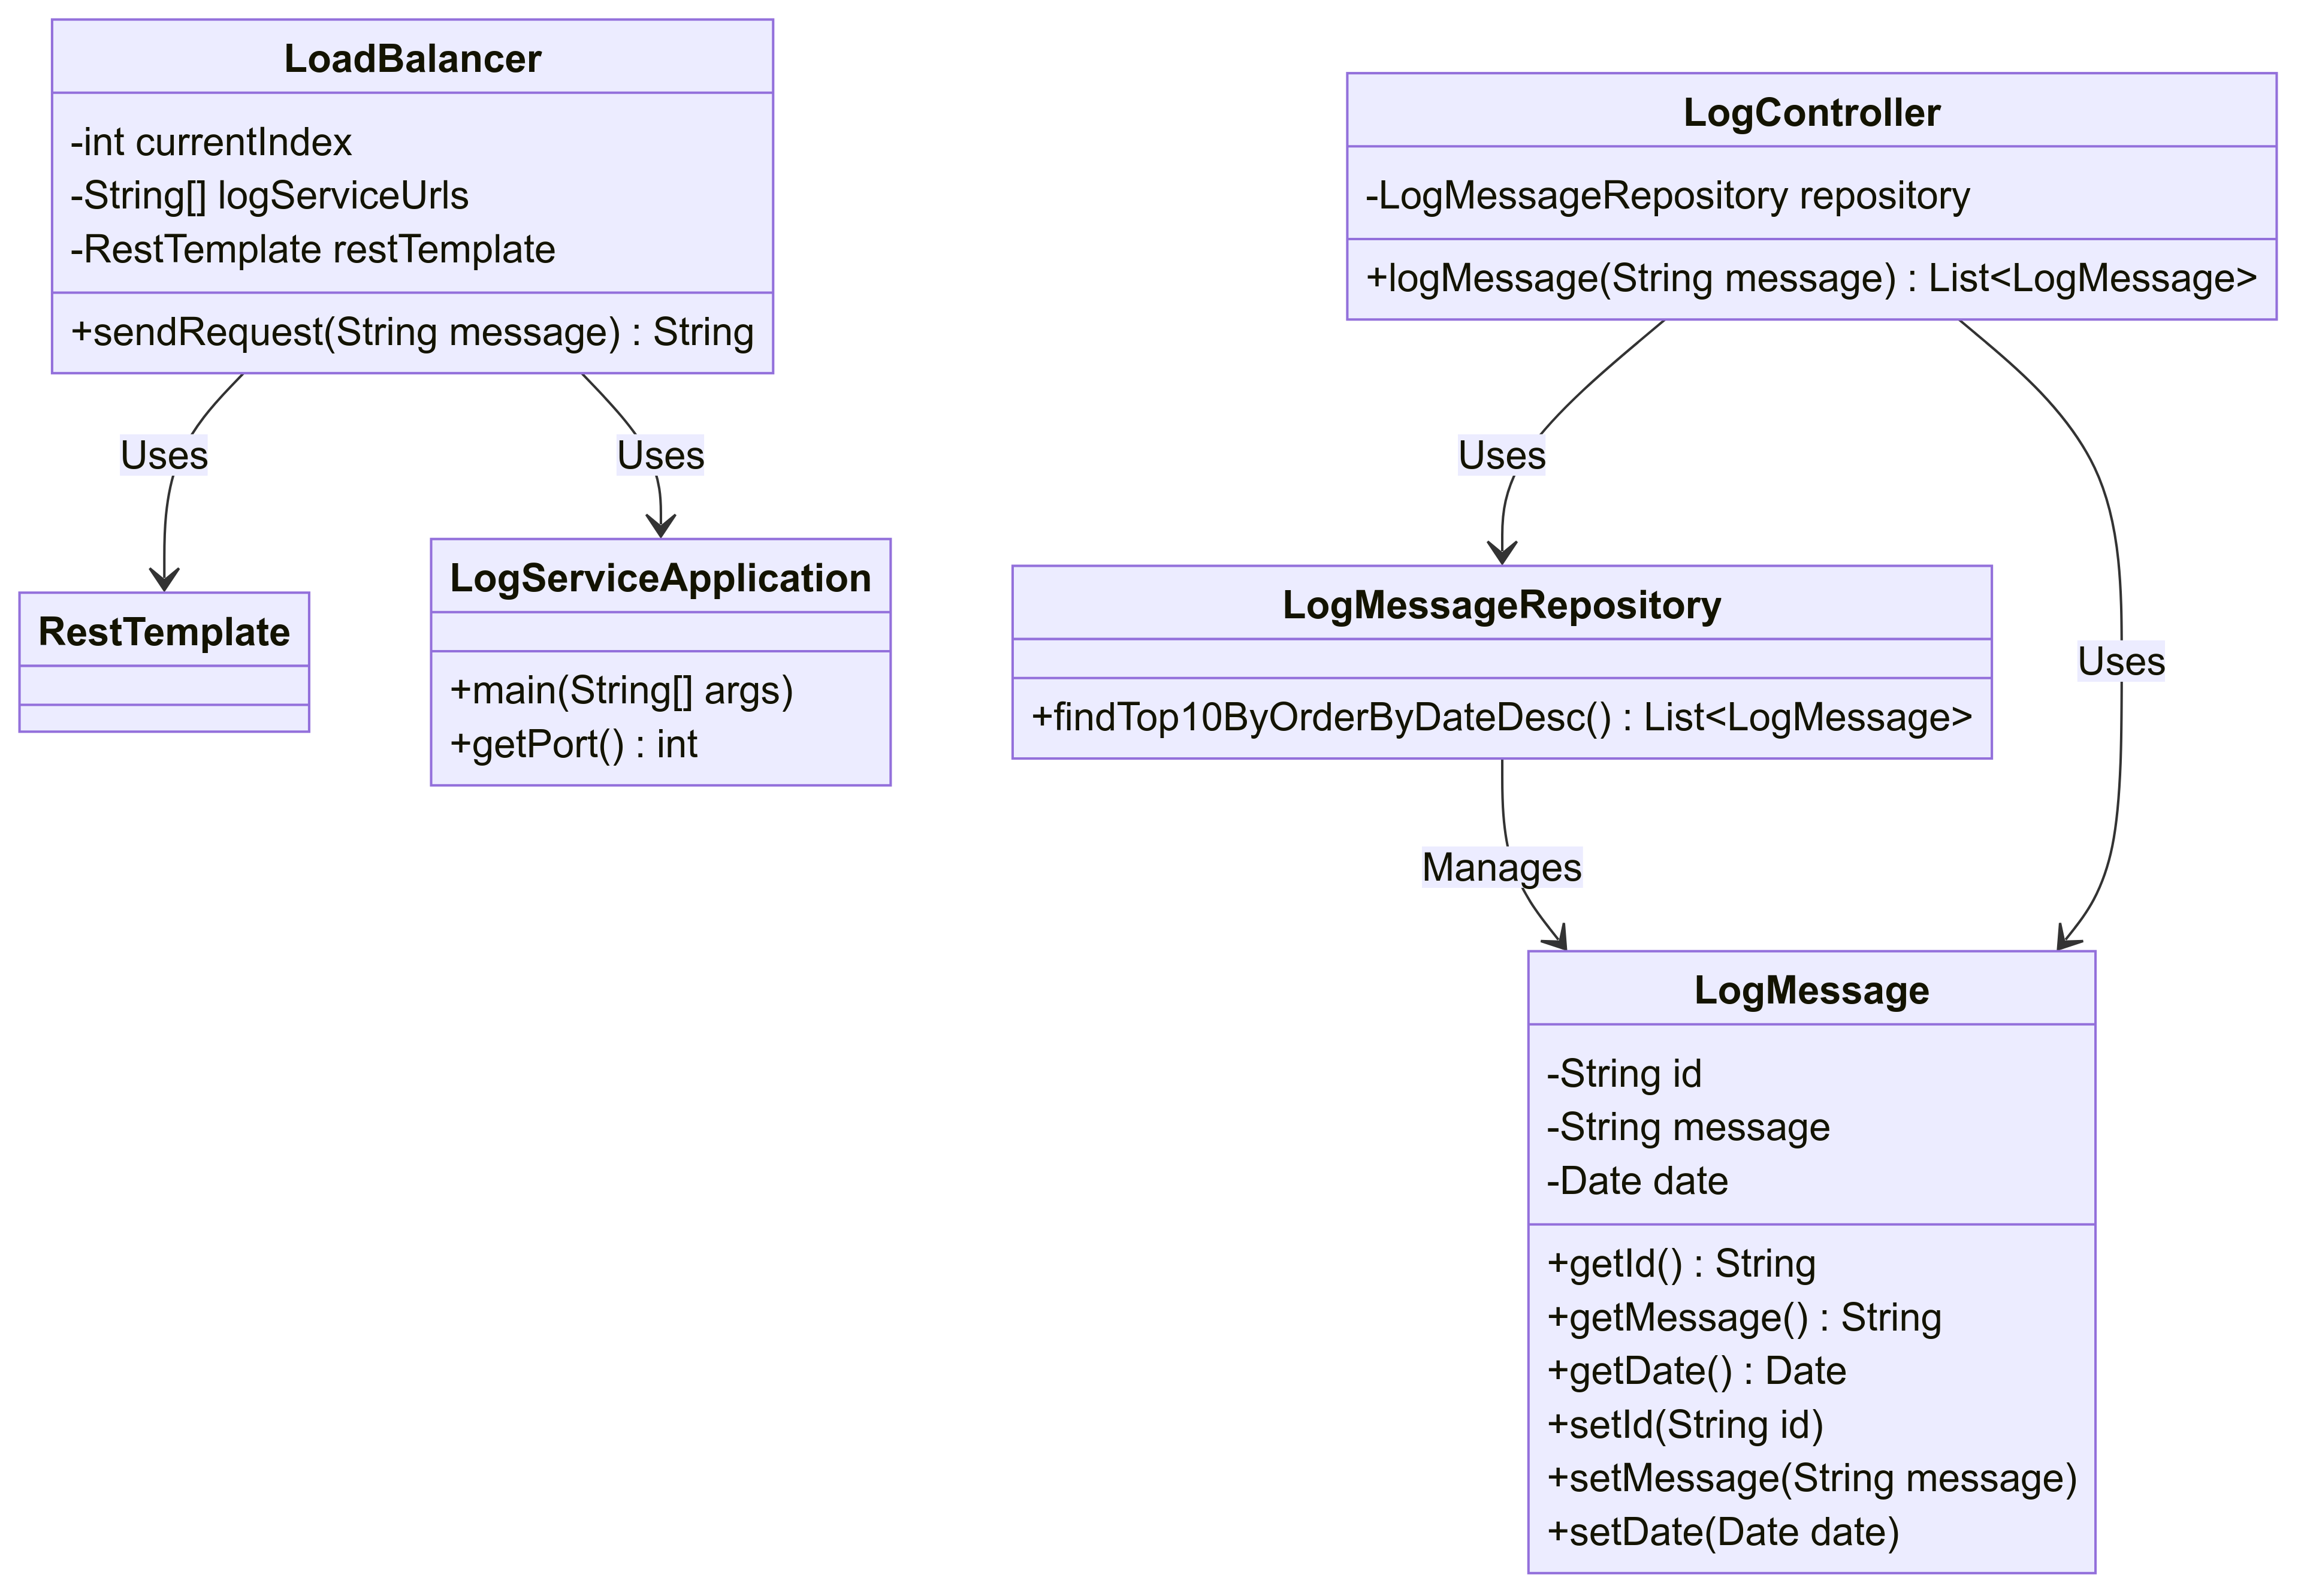 LoadBalancer
-int currentIndex
-String[] logServiceUrls
-RestTemplate restTemplate
+sendRequest(String message) : String
Uses
Uses
RestTemplate
LogServiceApplication
+main(String[] args)
+getPort() : int
LogController
-LogMessageRepository repository
+logMessage(String message) : List<LogMessage>
Uses
Uses
LogMessageRepository
+findTop10ByOrderByDateDesc() : List<LogMessage>
Manages
LogMessage
-String id
-String message
-Date date
+getId() : String
+getMessage() : String
+getDate() : Date
+setId(String id)
+setMessage(String message)
+setDate(Date date)